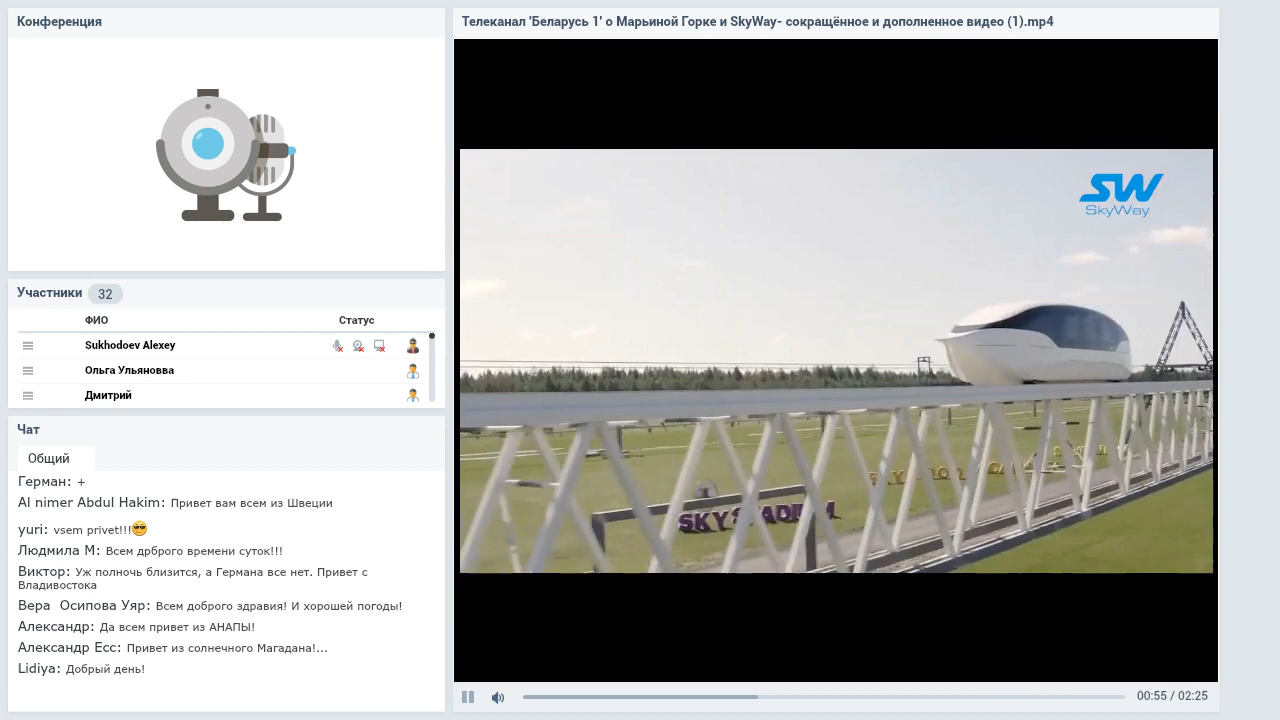 Конференция
Телеканал 'Беларусь 1' о Марьиной Горке и SkyWay- сокращённое и дополненное видео (1).mp4
SW
SkyWay
SKY STADIUM
Участники 32
ФИО Статус
Sukhodoev Alexey
Ольга Ульяновва
Дмитрий
Чат
Общий
Герман: +
Al nimer Abdul Hakim: Привет вам всем из Швеции
yuri: vsem privet!!!
Людмила М: Всем дрброго времени суток!!!
Виктор: Уж полночь близится, а Германа все нет. Привет с
Владивостока
Вера Осипова Уяр: Всем доброго здравия! И хорошей погоды!
Александр: Да всем привет из АНАПЫ!
Александр Есс: Привет из солнечного Магадана!...
Lidiya: Добрый день!
00:55 / 02:25